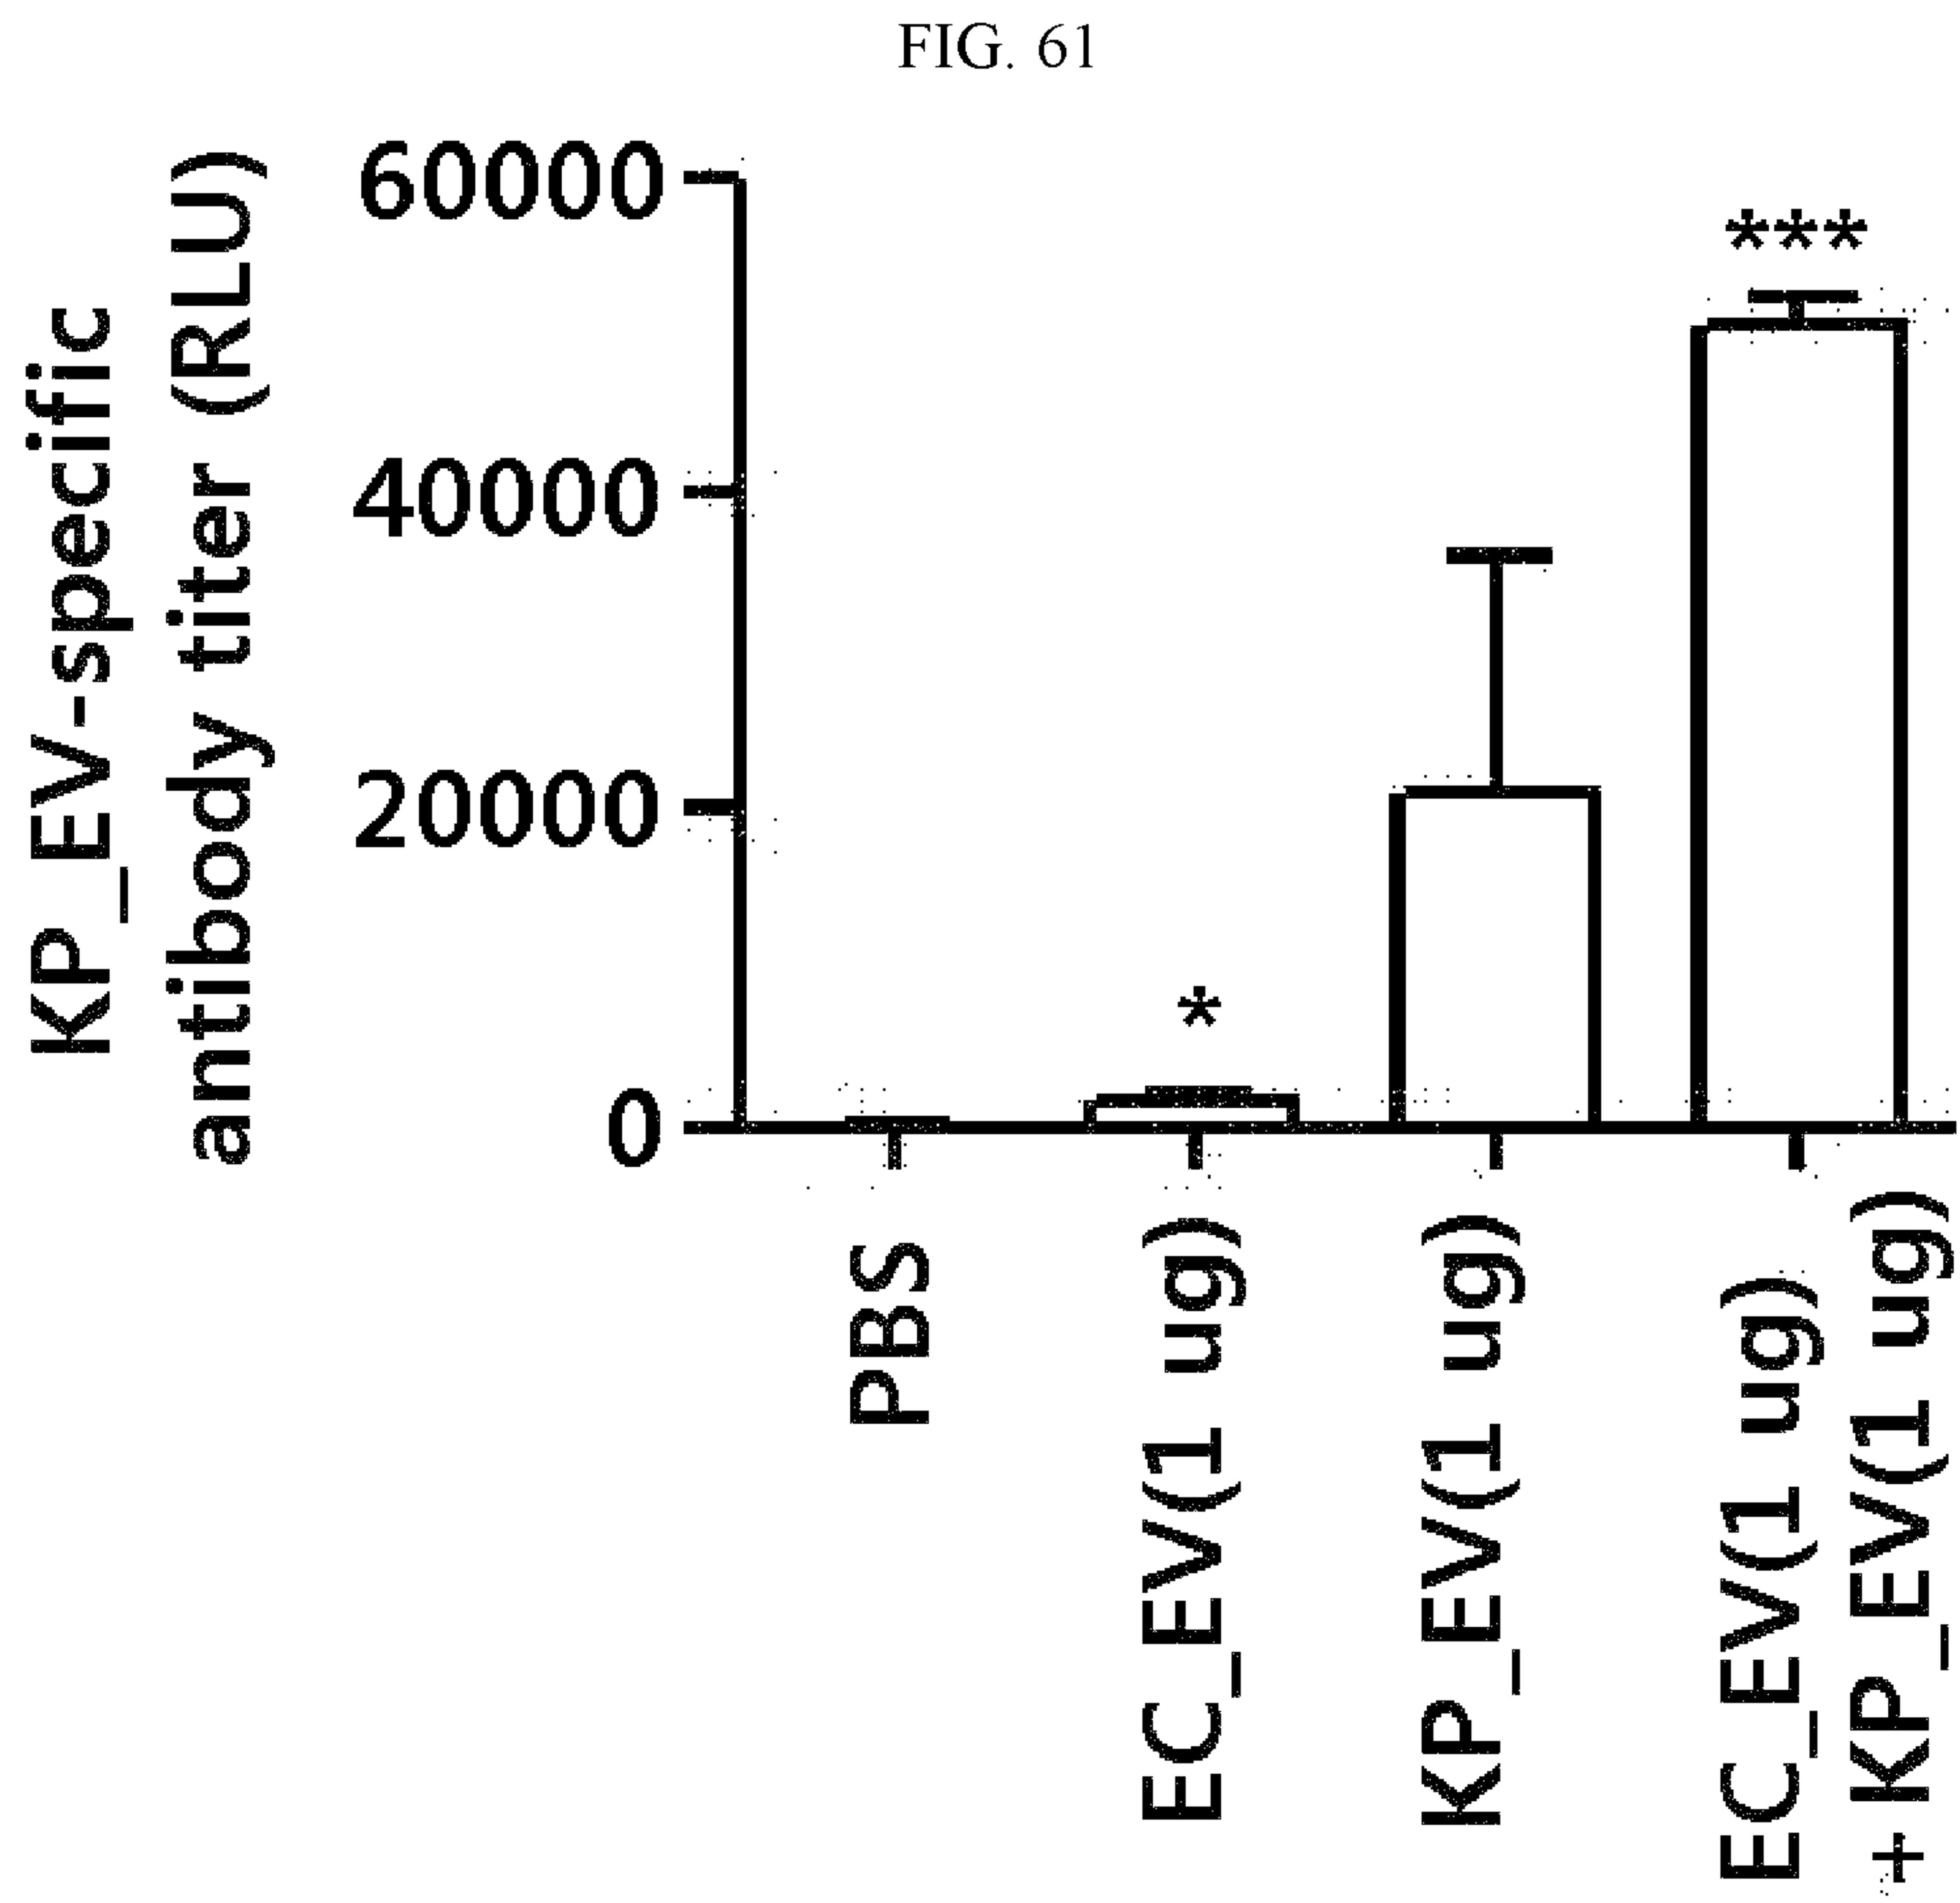 FIG. 61
KP_EV-specific
antibody titer (RLU)
60000
40000
20000
0
*
***
PBS
EC_EV(1 ug)
KP_EV(1 ug)
EC_EV(1 ug)
+ KP_EV(1 ug)